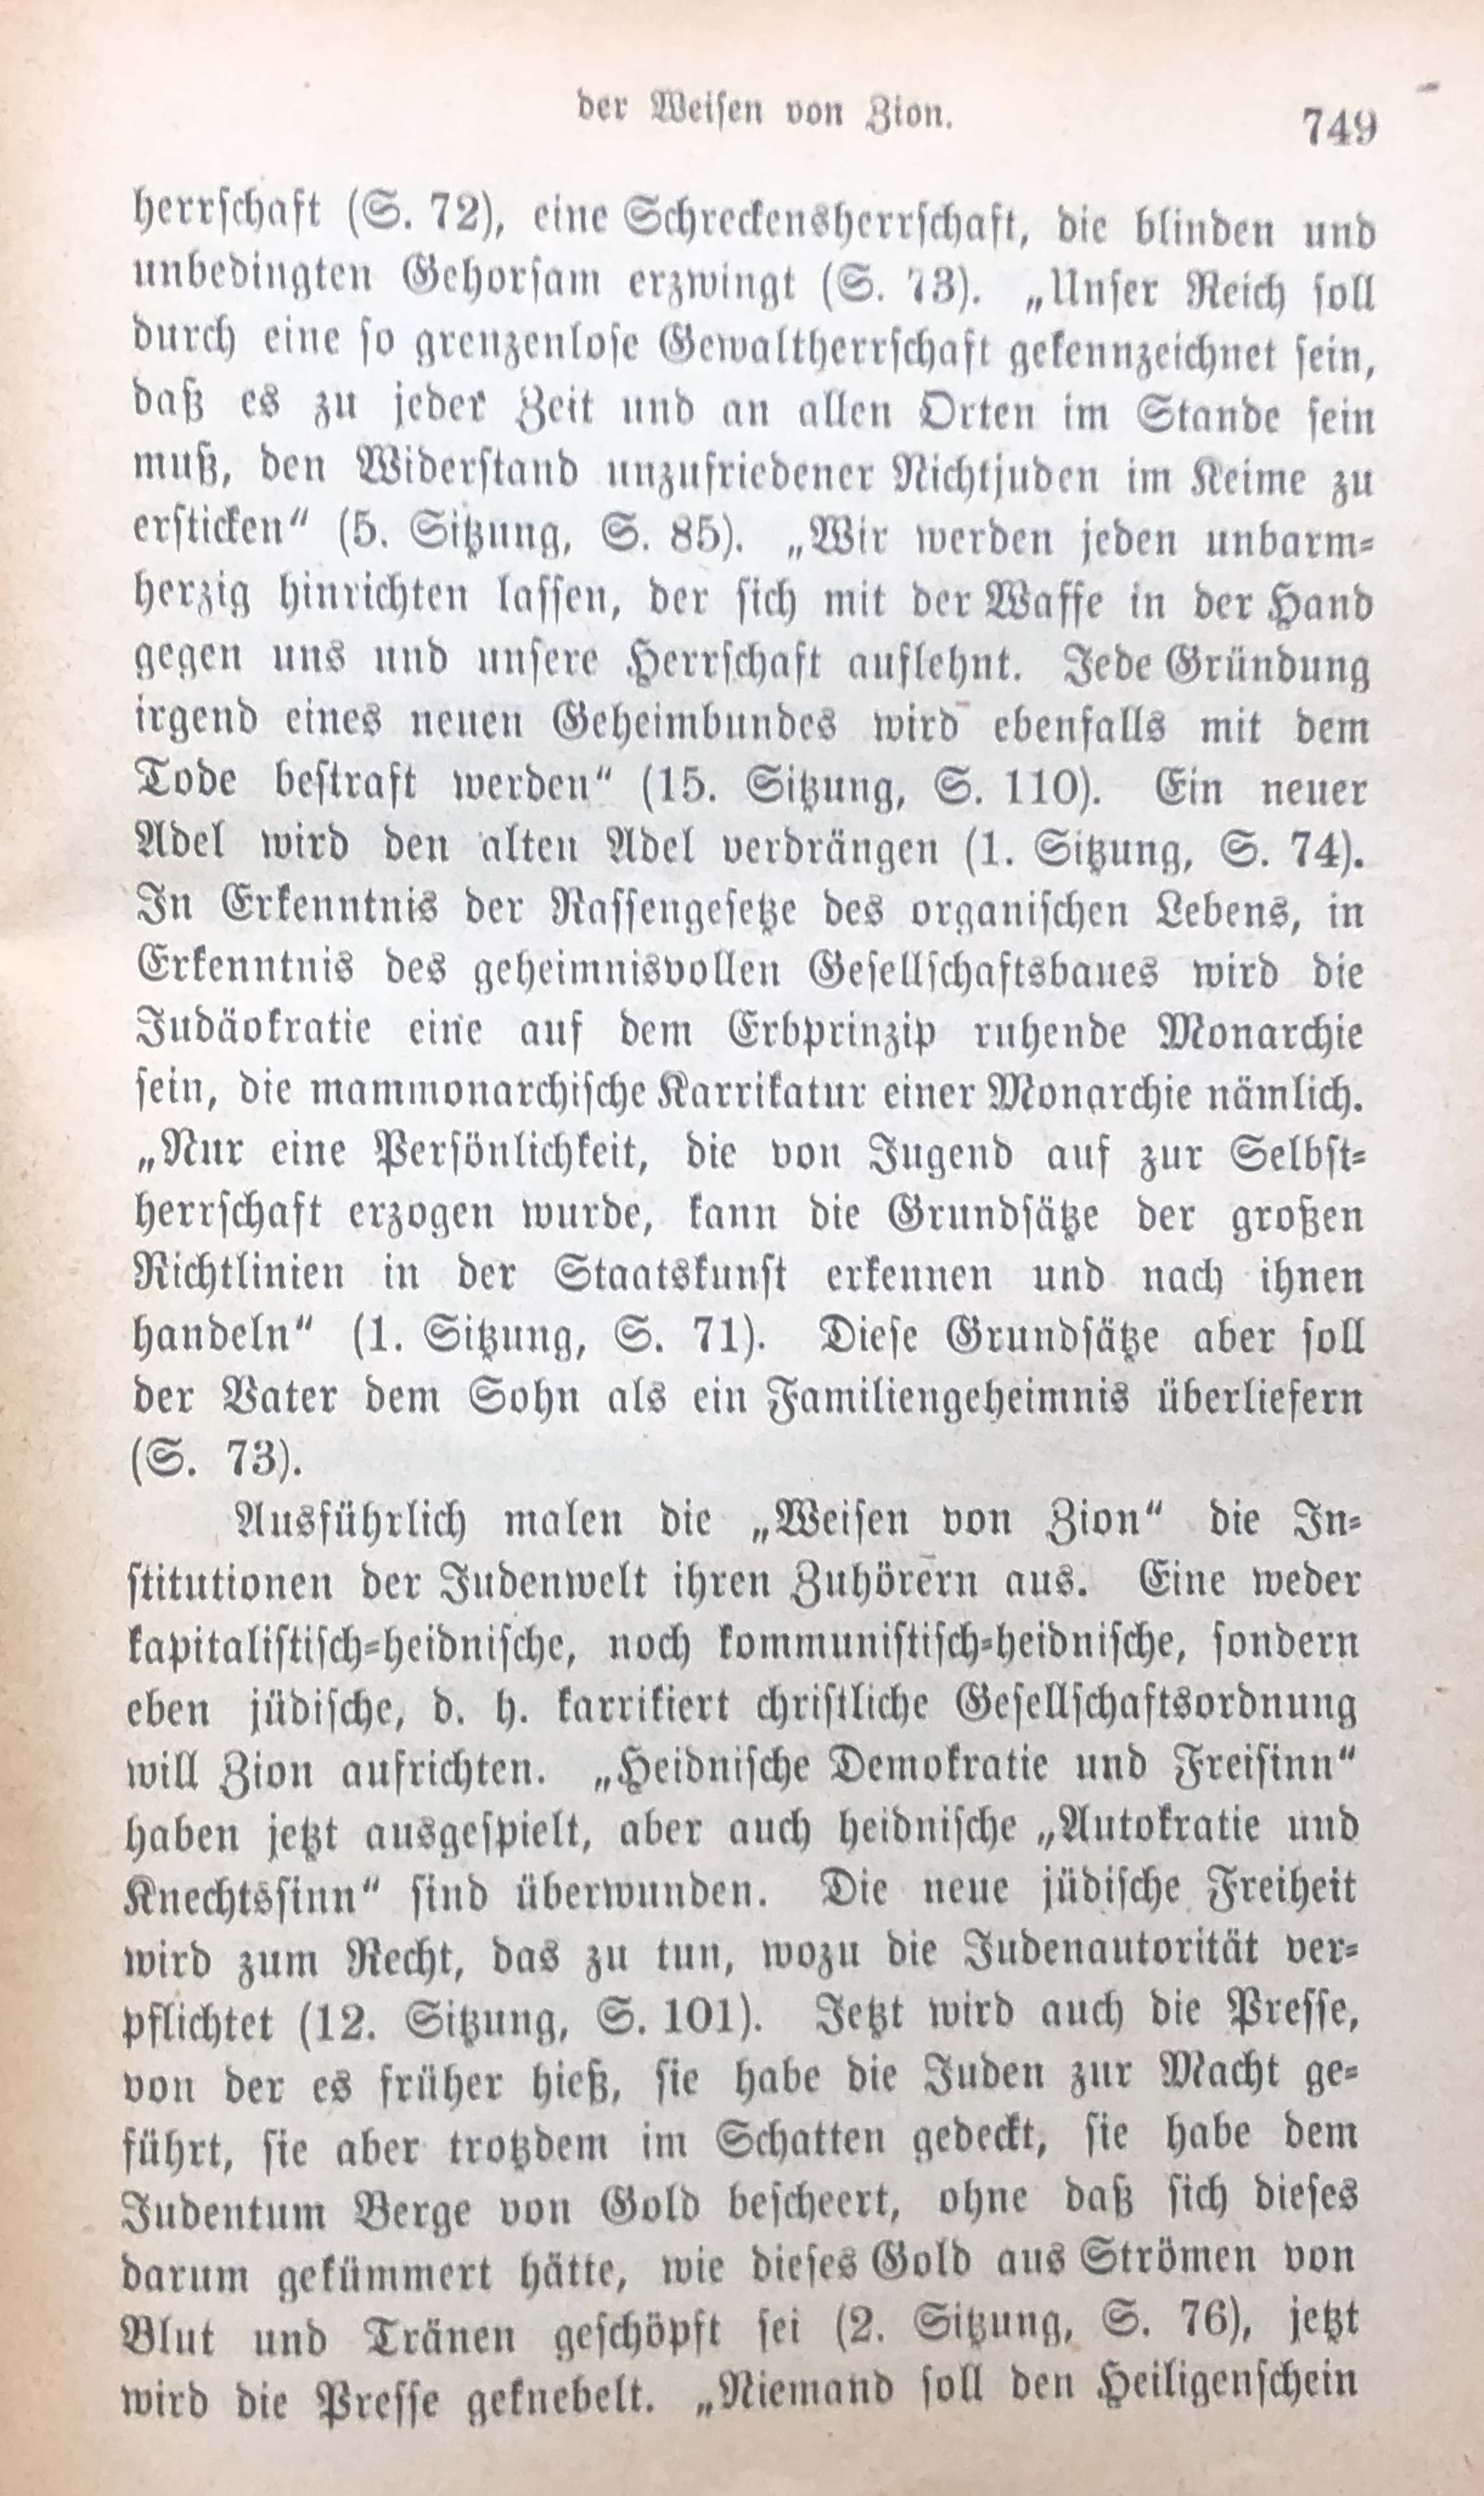 der Weisen von Zion.
749
herrschaft (S. 72), eine Schreckensherrschaft, die blinden und
unbedingten Gehorsam erzwingt (S. 73). „Unser Reich soll
durch eine so grenzenlose Gewaltherrschaft gekennzeichnet sein,
daß es zu jeder Zeit und an allen Orten im Stande sein
muß, den Widerstand unzufriedener Nichtjuden im Keime zu
ersticken“ (5. Sitzung, S. 85). „Wir werden jeden unbarm-
herzig hinrichten lassen, der sich mit der Waffe in der Hand
gegen uns und unsere Herrschaft auflehnt. Jede Gründung
irgend eines neuen Geheimbundes wird ebenfalls mit dem
Tode bestraft werden“ (15. Sitzung, S. 110). Ein neuer
Adel wird den alten Adel verdrängen (1. Sitzung, S. 74).
In Erkenntnis der Rassengesetze des organischen Lebens, in
Erkenntnis des geheimnisvollen Gesellschaftsbaues wird die
Judäokratie eine auf dem Erbprinzip ruhende Monarchie
sein, die mammonarchische Karrikatur einer Monarchie nämlich.
„Nur eine Persönlichkeit, die von Jugend auf zur Selbst-
herrschaft erzogen wurde, kann die Grundsätze der großen
Richtlinien in der Staatskunst erkennen und nach ihnen
handeln“ (1. Sitzung, S. 71). Diese Grundsätze aber soll
der Vater dem Sohn als ein Familiengeheimnis überliefern
(S. 73).
Ausführlich malen die „Weisen von Zion“ die In-
stitutionen der Judenwelt ihren Zuhörern aus. Eine weder
kapitalistisch-heidnische, noch kommunistisch-heidnische, sondern
eben jüdische, d. h. karrikiert christliche Gesellschaftsordnung
will Zion aufrichten. „Heidnische Demokratie und Freisinn“
haben jetzt ausgespielt, aber auch heidnische „Autokratie und
Knechtssinn“ sind überwunden. Die neue jüdische Freiheit
wird zum Recht, das zu tun, wozu die Judenautorität ver-
pflichtet (12. Sitzung, S. 101). Jetzt wird auch die Presse,
von der es früher hieß, sie habe die Juden zur Macht ge-
führt, sie aber trotzdem im Schatten gedeckt, sie habe dem
Judentum Berge von Gold bescheert, ohne daß sich dieses
darum gekümmert hätte, wie dieses Gold aus Strömen von
Blut und Tränen geschöpft sei (2. Sitzung, S. 76), jetzt
wird die Presse geknebelt. „Niemand soll den Heiligenschein